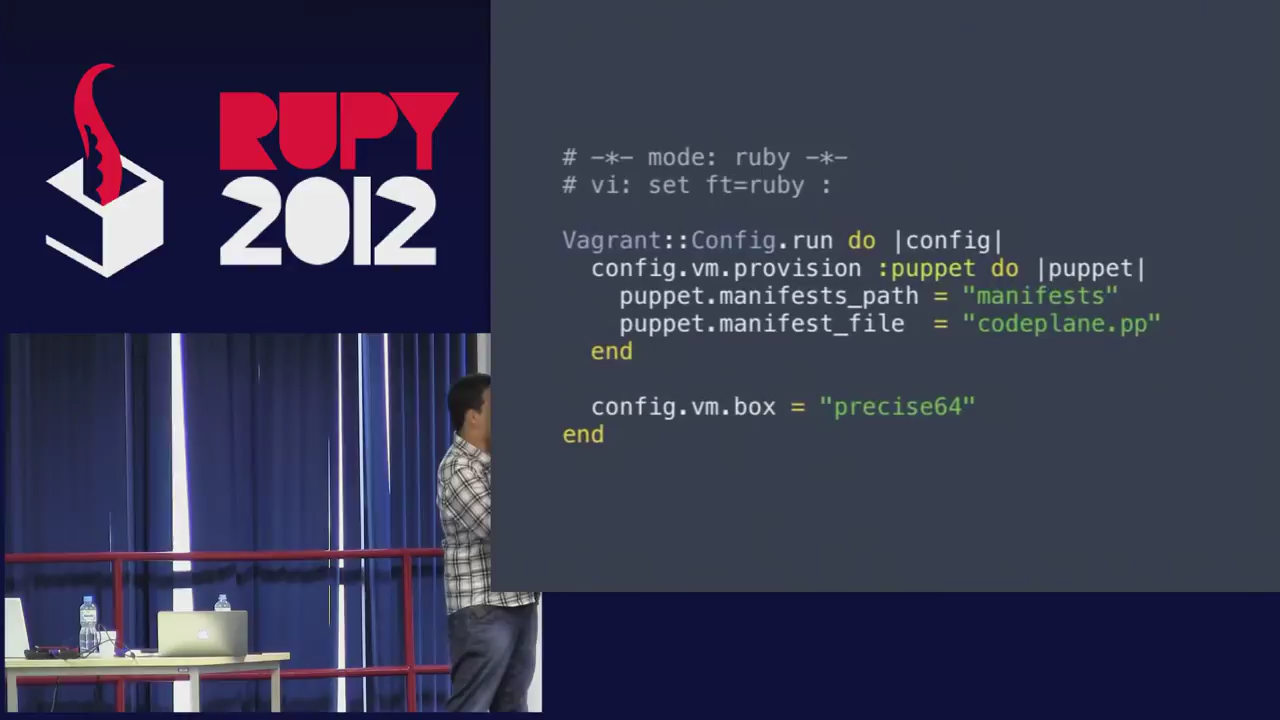 RUPY
2012
# -*- mode: ruby -*-
# vi: set ft=ruby :
Vagrant::Config.run do |config|
  config.vm.provision :puppet do |puppet|
    puppet.manifests_path = "manifests"
    puppet.manifest_file  = "codeplane.pp"
  end
  config.vm.box = "precise64"
end